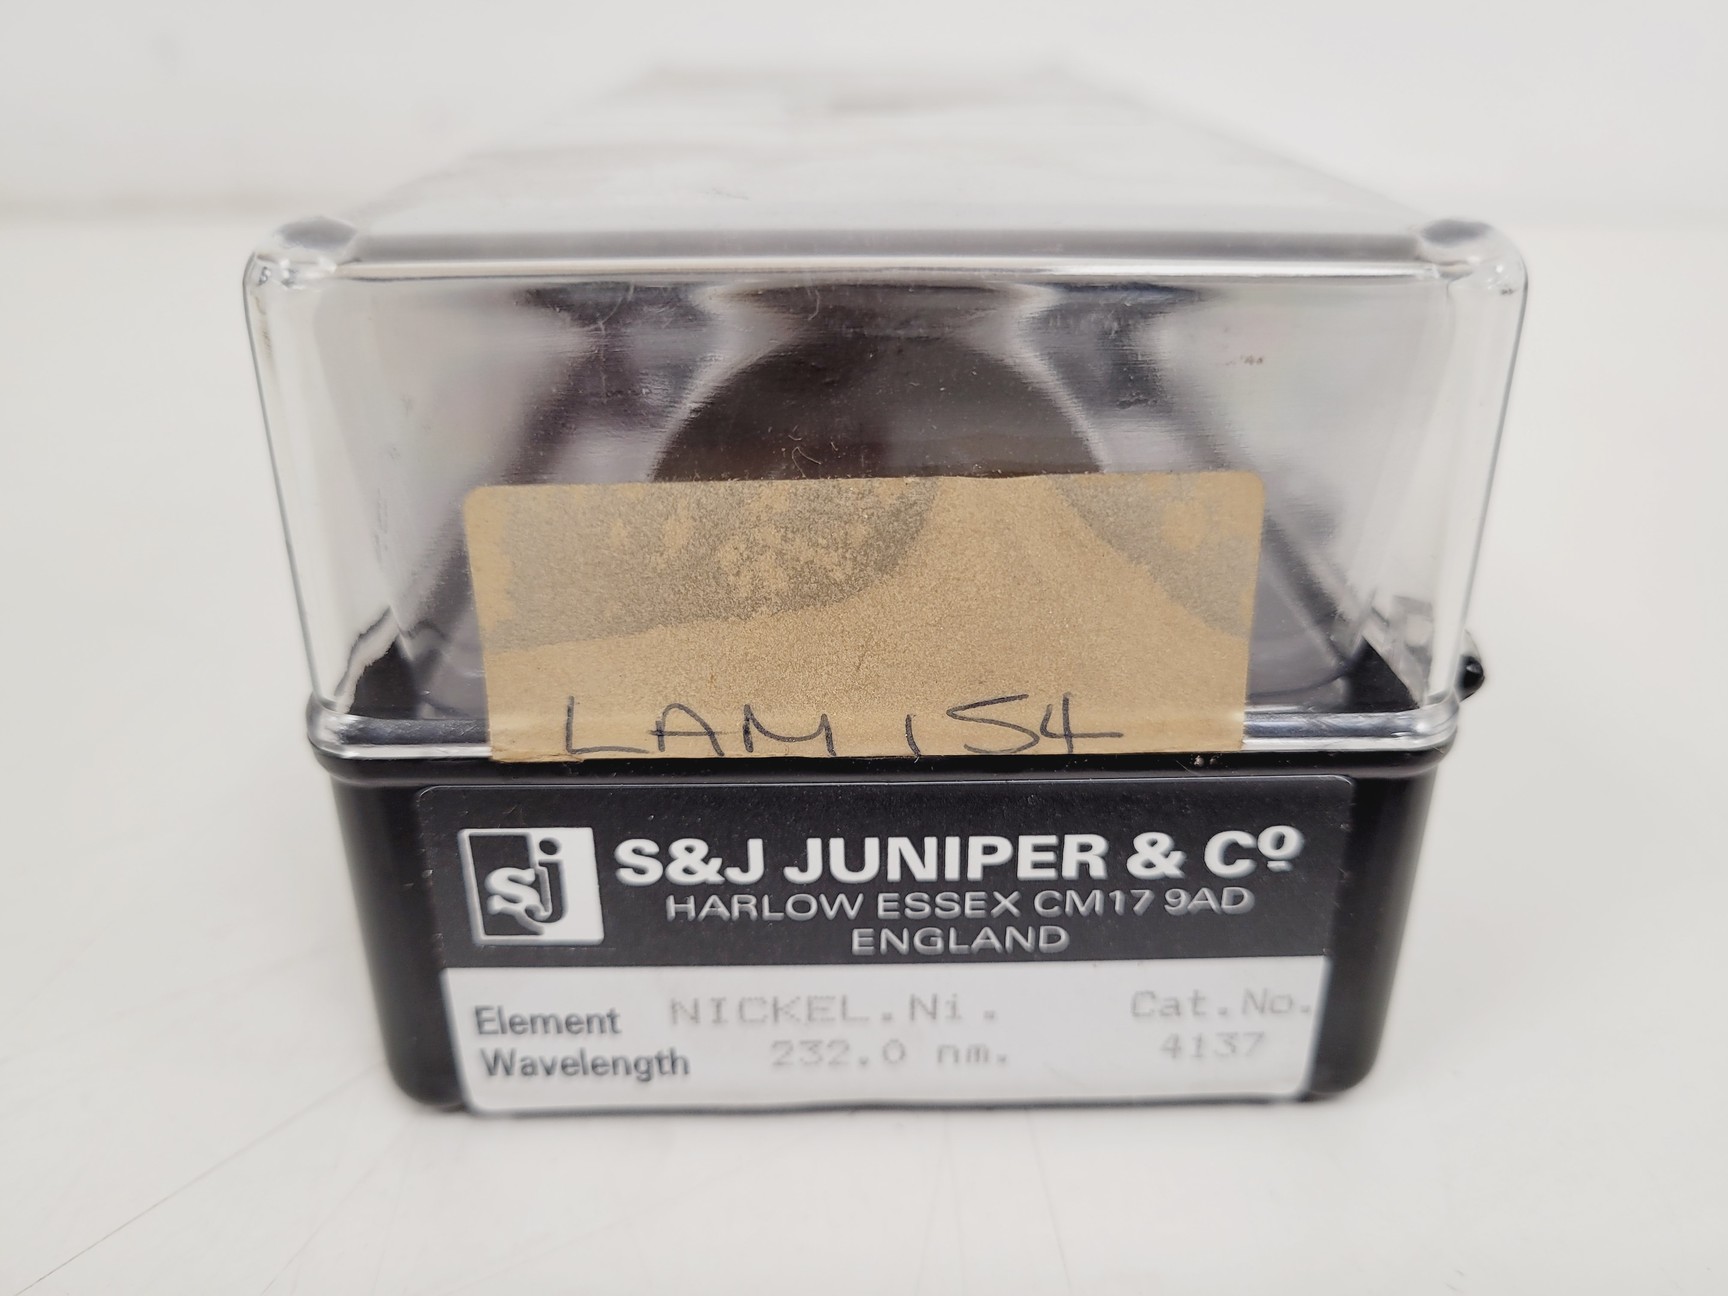 LAM 154
sj S&J JUNIPER & Cº
HARLOW ESSEX CM17 9AD
ENGLAND
Element NICKEL.Ni. Cat.No.
Wavelength 232.0 nm. 4137